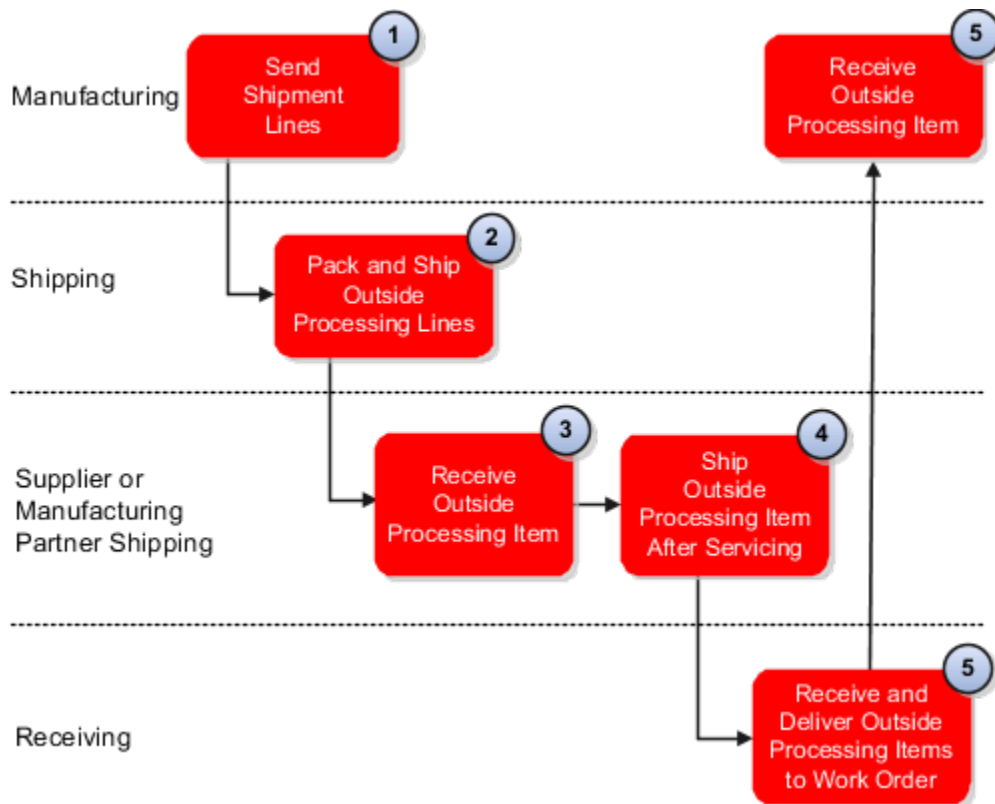 1
5
Send
Shipment
Lines
Receive
Outside
Processing Item
Manufacturing
2
Pack and Ship
Outside
Processing Lines
Shipping
3
4
Receive
Outside
Processing Item
Ship
Outside
Processing Item
After Servicing
Supplier or
Manufacturing
Partner Shipping
5
Receive and
Deliver Outside
Processing Items
to Work Order
Receiving